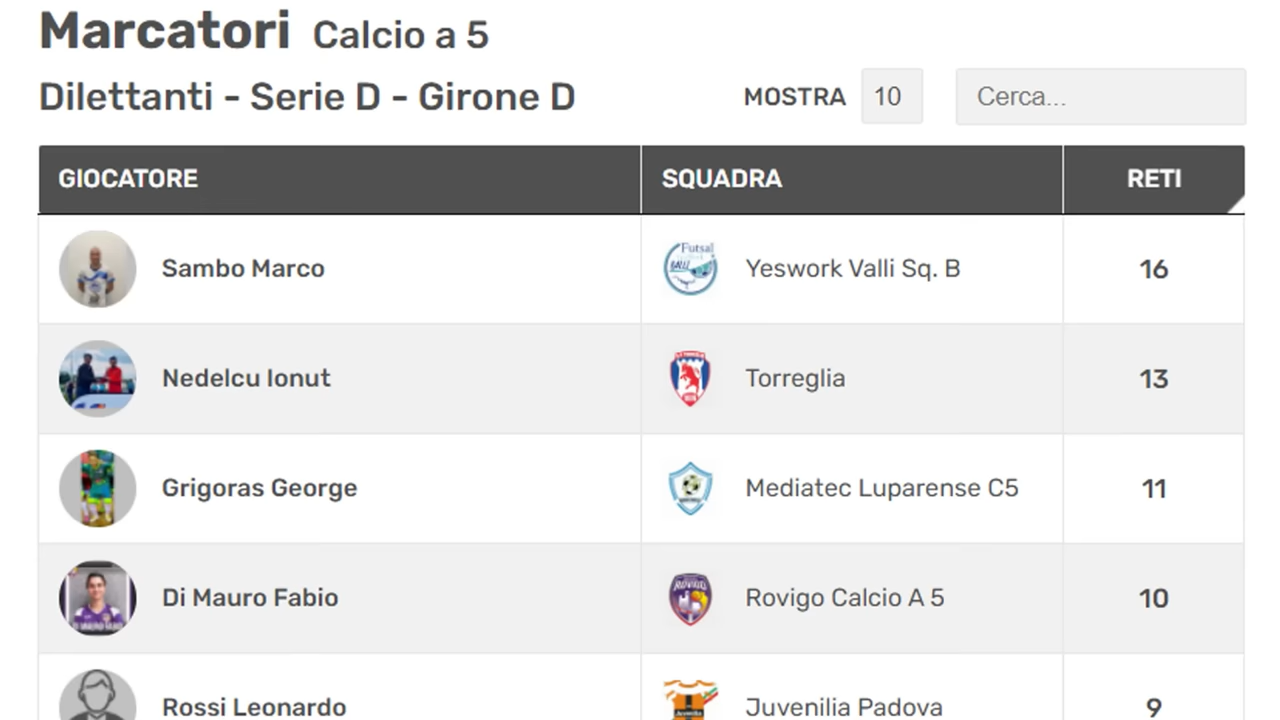 Marcatori Calcio a 5
Dilettanti - Serie D - Girone D
MOSTRA 10 Cerca...
GIOCATORE SQUADRA RETI
Sambo Marco Yeswork Valli Sq. B 16
Nedelcu Ionut Torreglia 13
Grigoras George Mediatec Luparense C5 11
Di Mauro Fabio Rovigo Calcio A 5 10
Rossi Leonardo Juvenilia Padova 9
Futsal